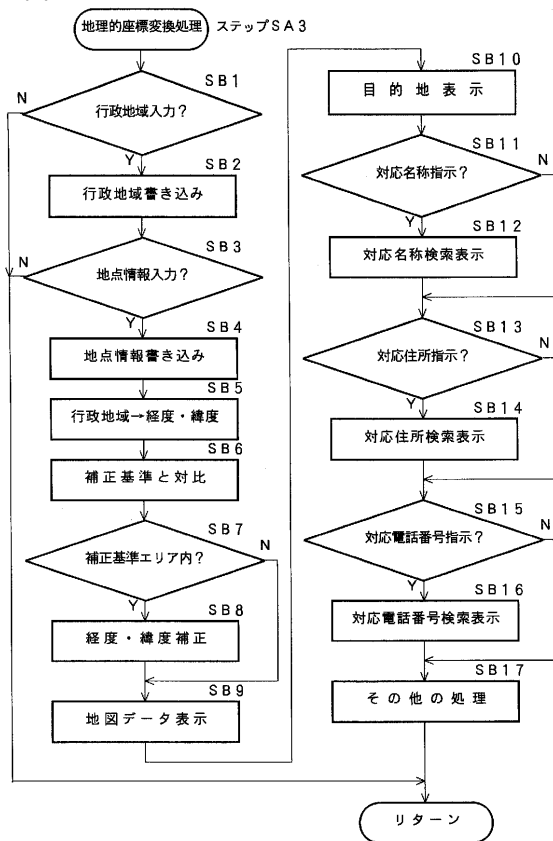 地理的座標変換処理
ステップSA3
SB1
N
行政地域入力?
Y
SB2
行政地域書き込み
SB3
N
地点情報入力?
Y
SB4
地点情報書き込み
SB5
行政地域→経度・緯度
SB6
補正基準と対比
SB7
補正基準エリア内?
N
Y
SB8
経度・緯度補正
SB9
地図データ表示
SB10
目的地表示
SB11
対応名称指示?
N
Y
SB12
対応名称検索表示
SB13
対応住所指示?
N
Y
SB14
対応住所検索表示
SB15
対応電話番号指示?
N
Y
SB16
対応電話番号検索表示
SB17
その他の処理
リターン